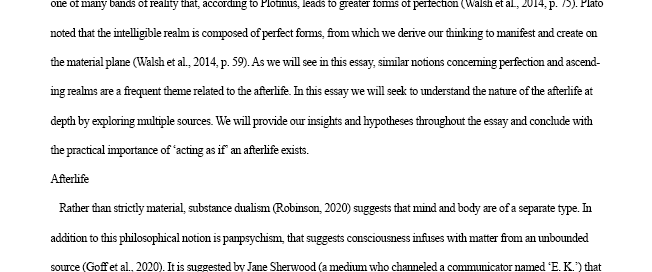 one of many bands of reality that, according to Plotinus, leads to greater forms of perfection (Walsh et al., 2014, p. 75). Plato
noted that the intelligible realm is composed of perfect forms, from which we derive our thinking to manifest and create on
the material plane (Walsh et al., 2014, p. 59). As we will see in this essay, similar notions concerning perfection and ascend-
ing realms are a frequent theme related to the afterlife. In this essay we will seek to understand the nature of the afterlife at
depth by exploring multiple sources. We will provide our insights and hypotheses throughout the essay and conclude with
the practical importance of ‘acting as if’ an afterlife exists.
Afterlife
Rather than strictly material, substance dualism (Robinson, 2020) suggests that mind and body are of a separate type. In
addition to this philosophical notion is panpsychism, that suggests consciousness infuses with matter from an unbounded
source (Goff et al., 2020). It is suggested by Jane Sherwood (a medium who channeled a communicator named ‘E. K.’) that